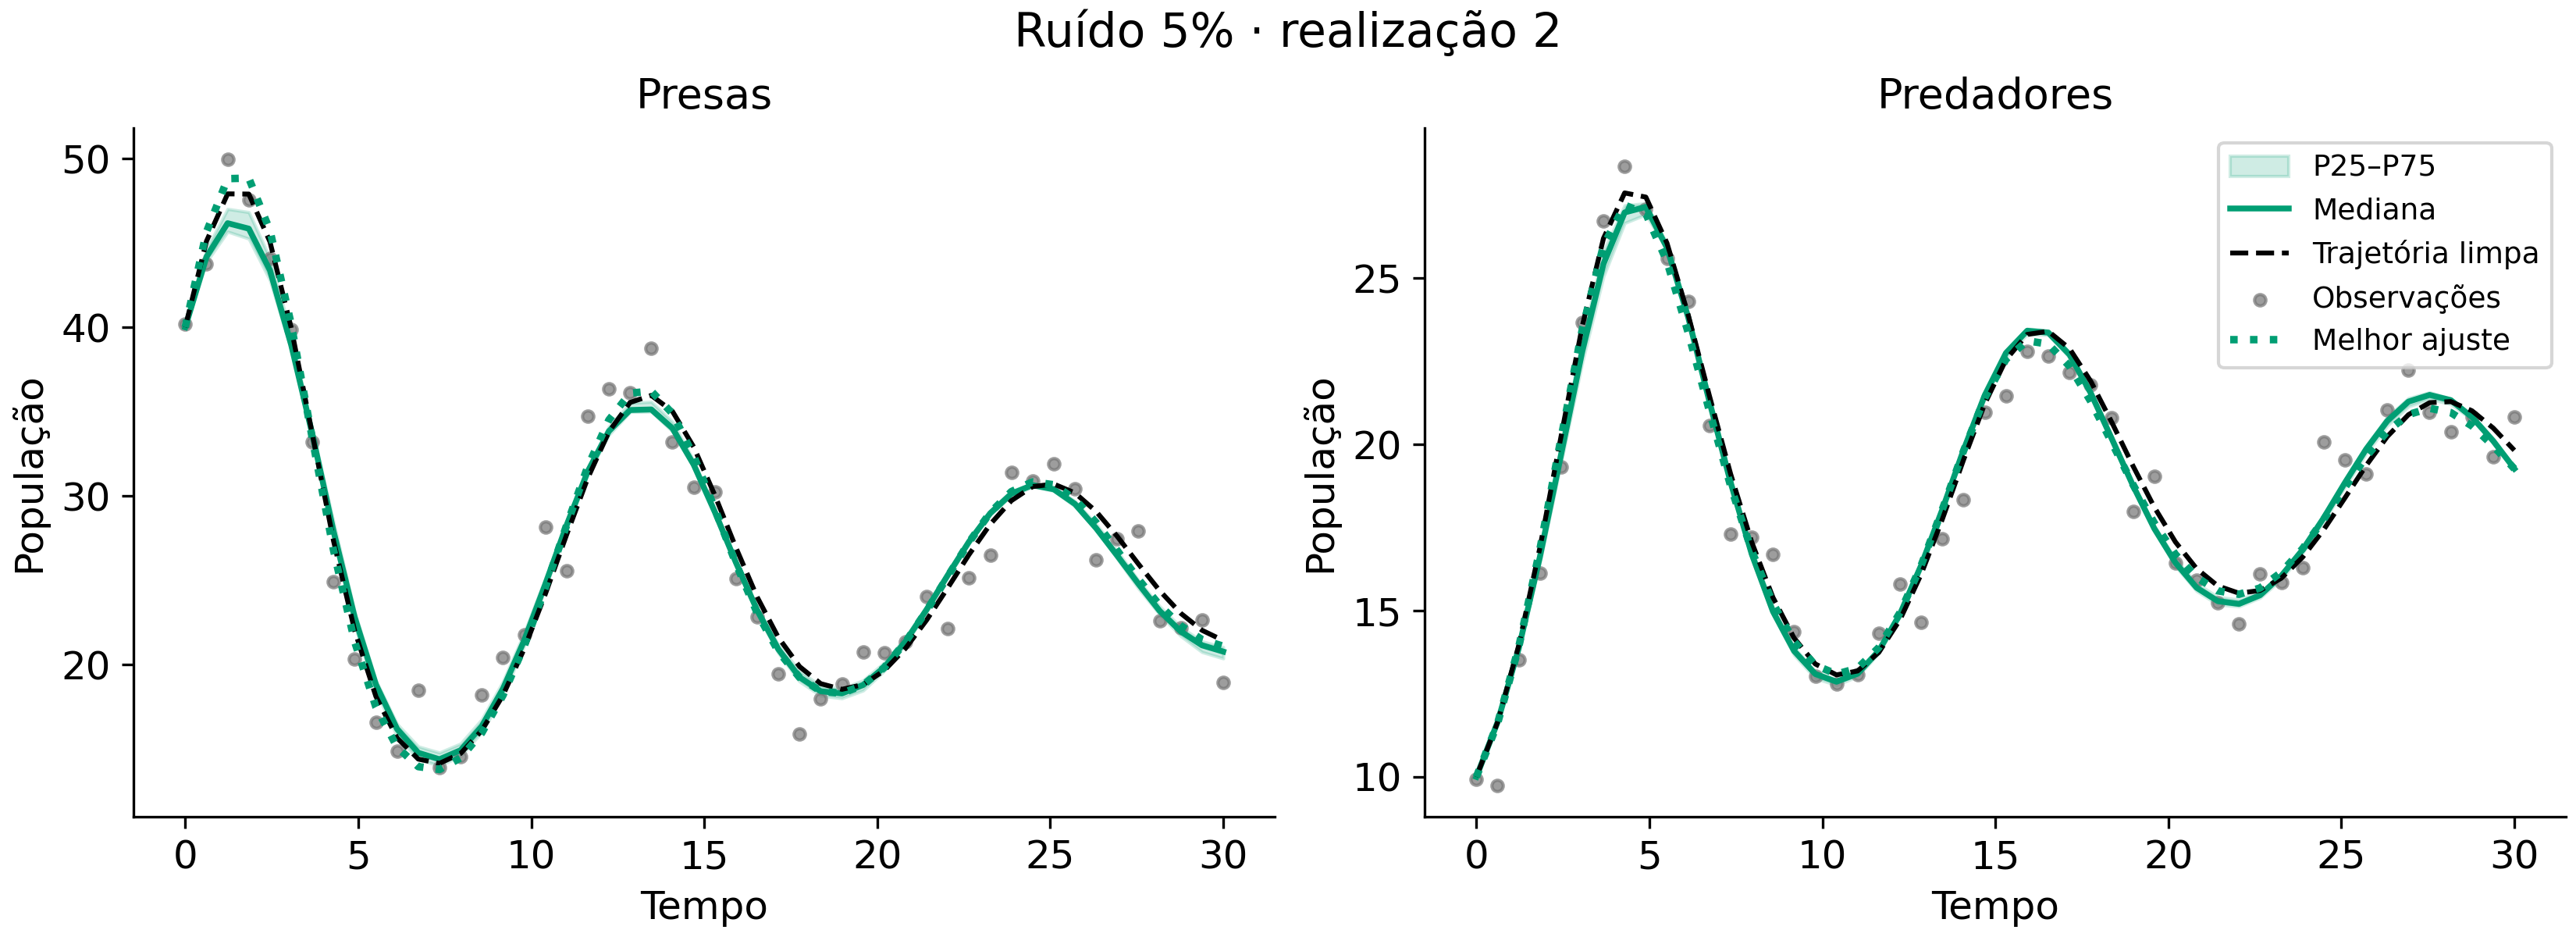 Ruído 5% · realização 2
Presas
População
50
40
30
20
0 5 10 15 20 25 30
Tempo
Predadores
População
25
20
15
10
0 5 10 15 20 25 30
Tempo
P25–P75
Mediana
Trajetória limpa
Observações
Melhor ajuste